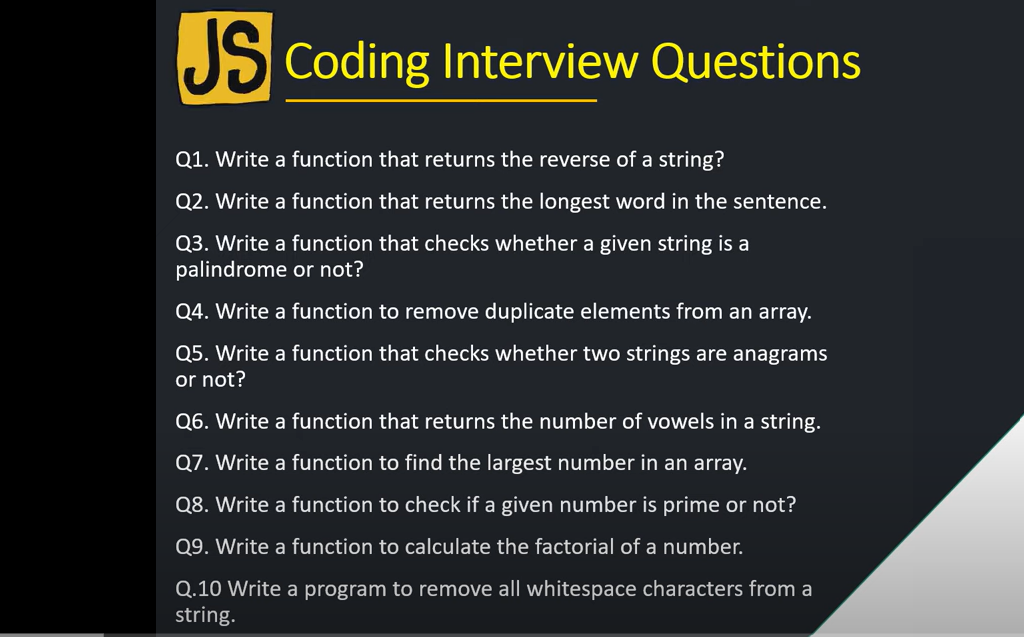 JS
Coding Interview Questions
Q1. Write a function that returns the reverse of a string?
Q2. Write a function that returns the longest word in the sentence.
Q3. Write a function that checks whether a given string is a
palindrome or not?
Q4. Write a function to remove duplicate elements from an array.
Q5. Write a function that checks whether two strings are anagrams
or not?
Q6. Write a function that returns the number of vowels in a string.
Q7. Write a function to find the largest number in an array.
Q8. Write a function to check if a given number is prime or not?
Q9. Write a function to calculate the factorial of a number.
Q.10 Write a program to remove all whitespace characters from a
string.